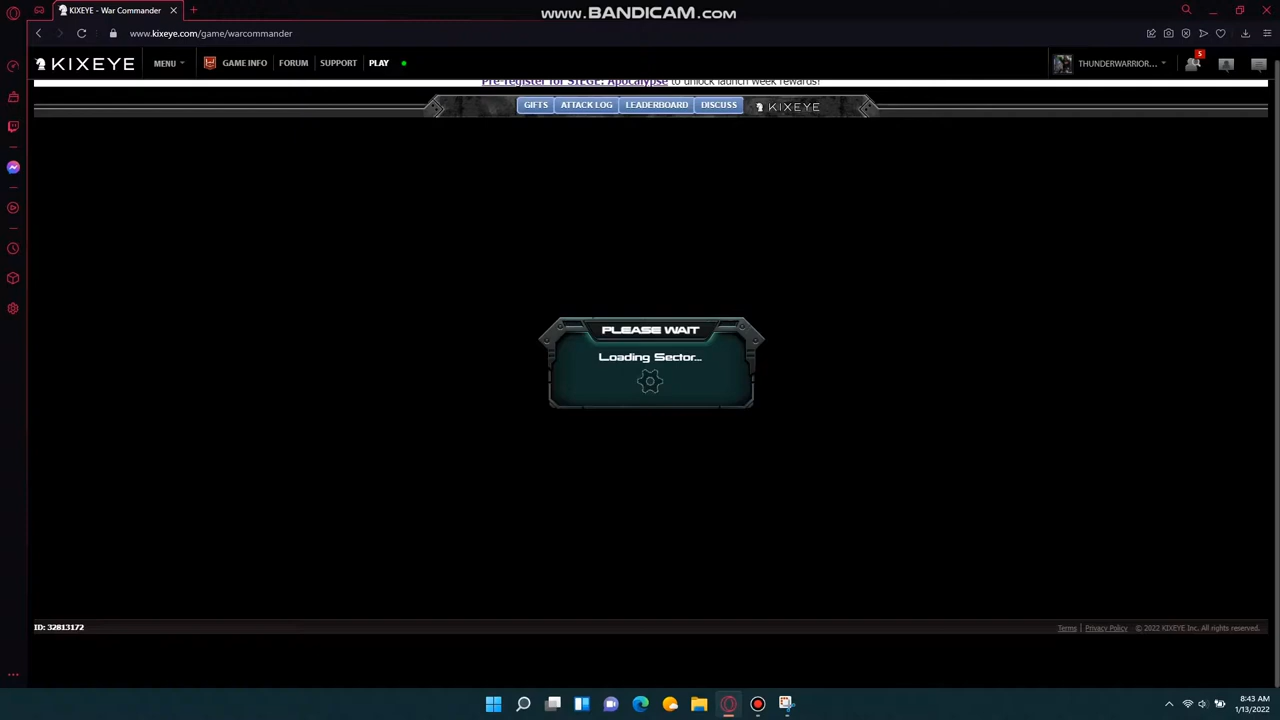 www.BANDICAM.com
KIXEYE - War Commander
www.kixeye.com/game/warcommander
KIXEYE
MENU
GAME INFO
FORUM
SUPPORT
PLAY
THUNDERWARRIOR...
5
Pre-register for SIEGE: Apocalypse to unlock launch week rewards!
GIFTS
ATTACK LOG
LEADERBOARD
DISCUSS
KIXEYE
PLEASE WAIT
Loading Sector...
ID: 32813172
Terms | Privacy Policy © 2022 KIXEYE Inc. All rights reserved.
8:43 AM
1/13/2022